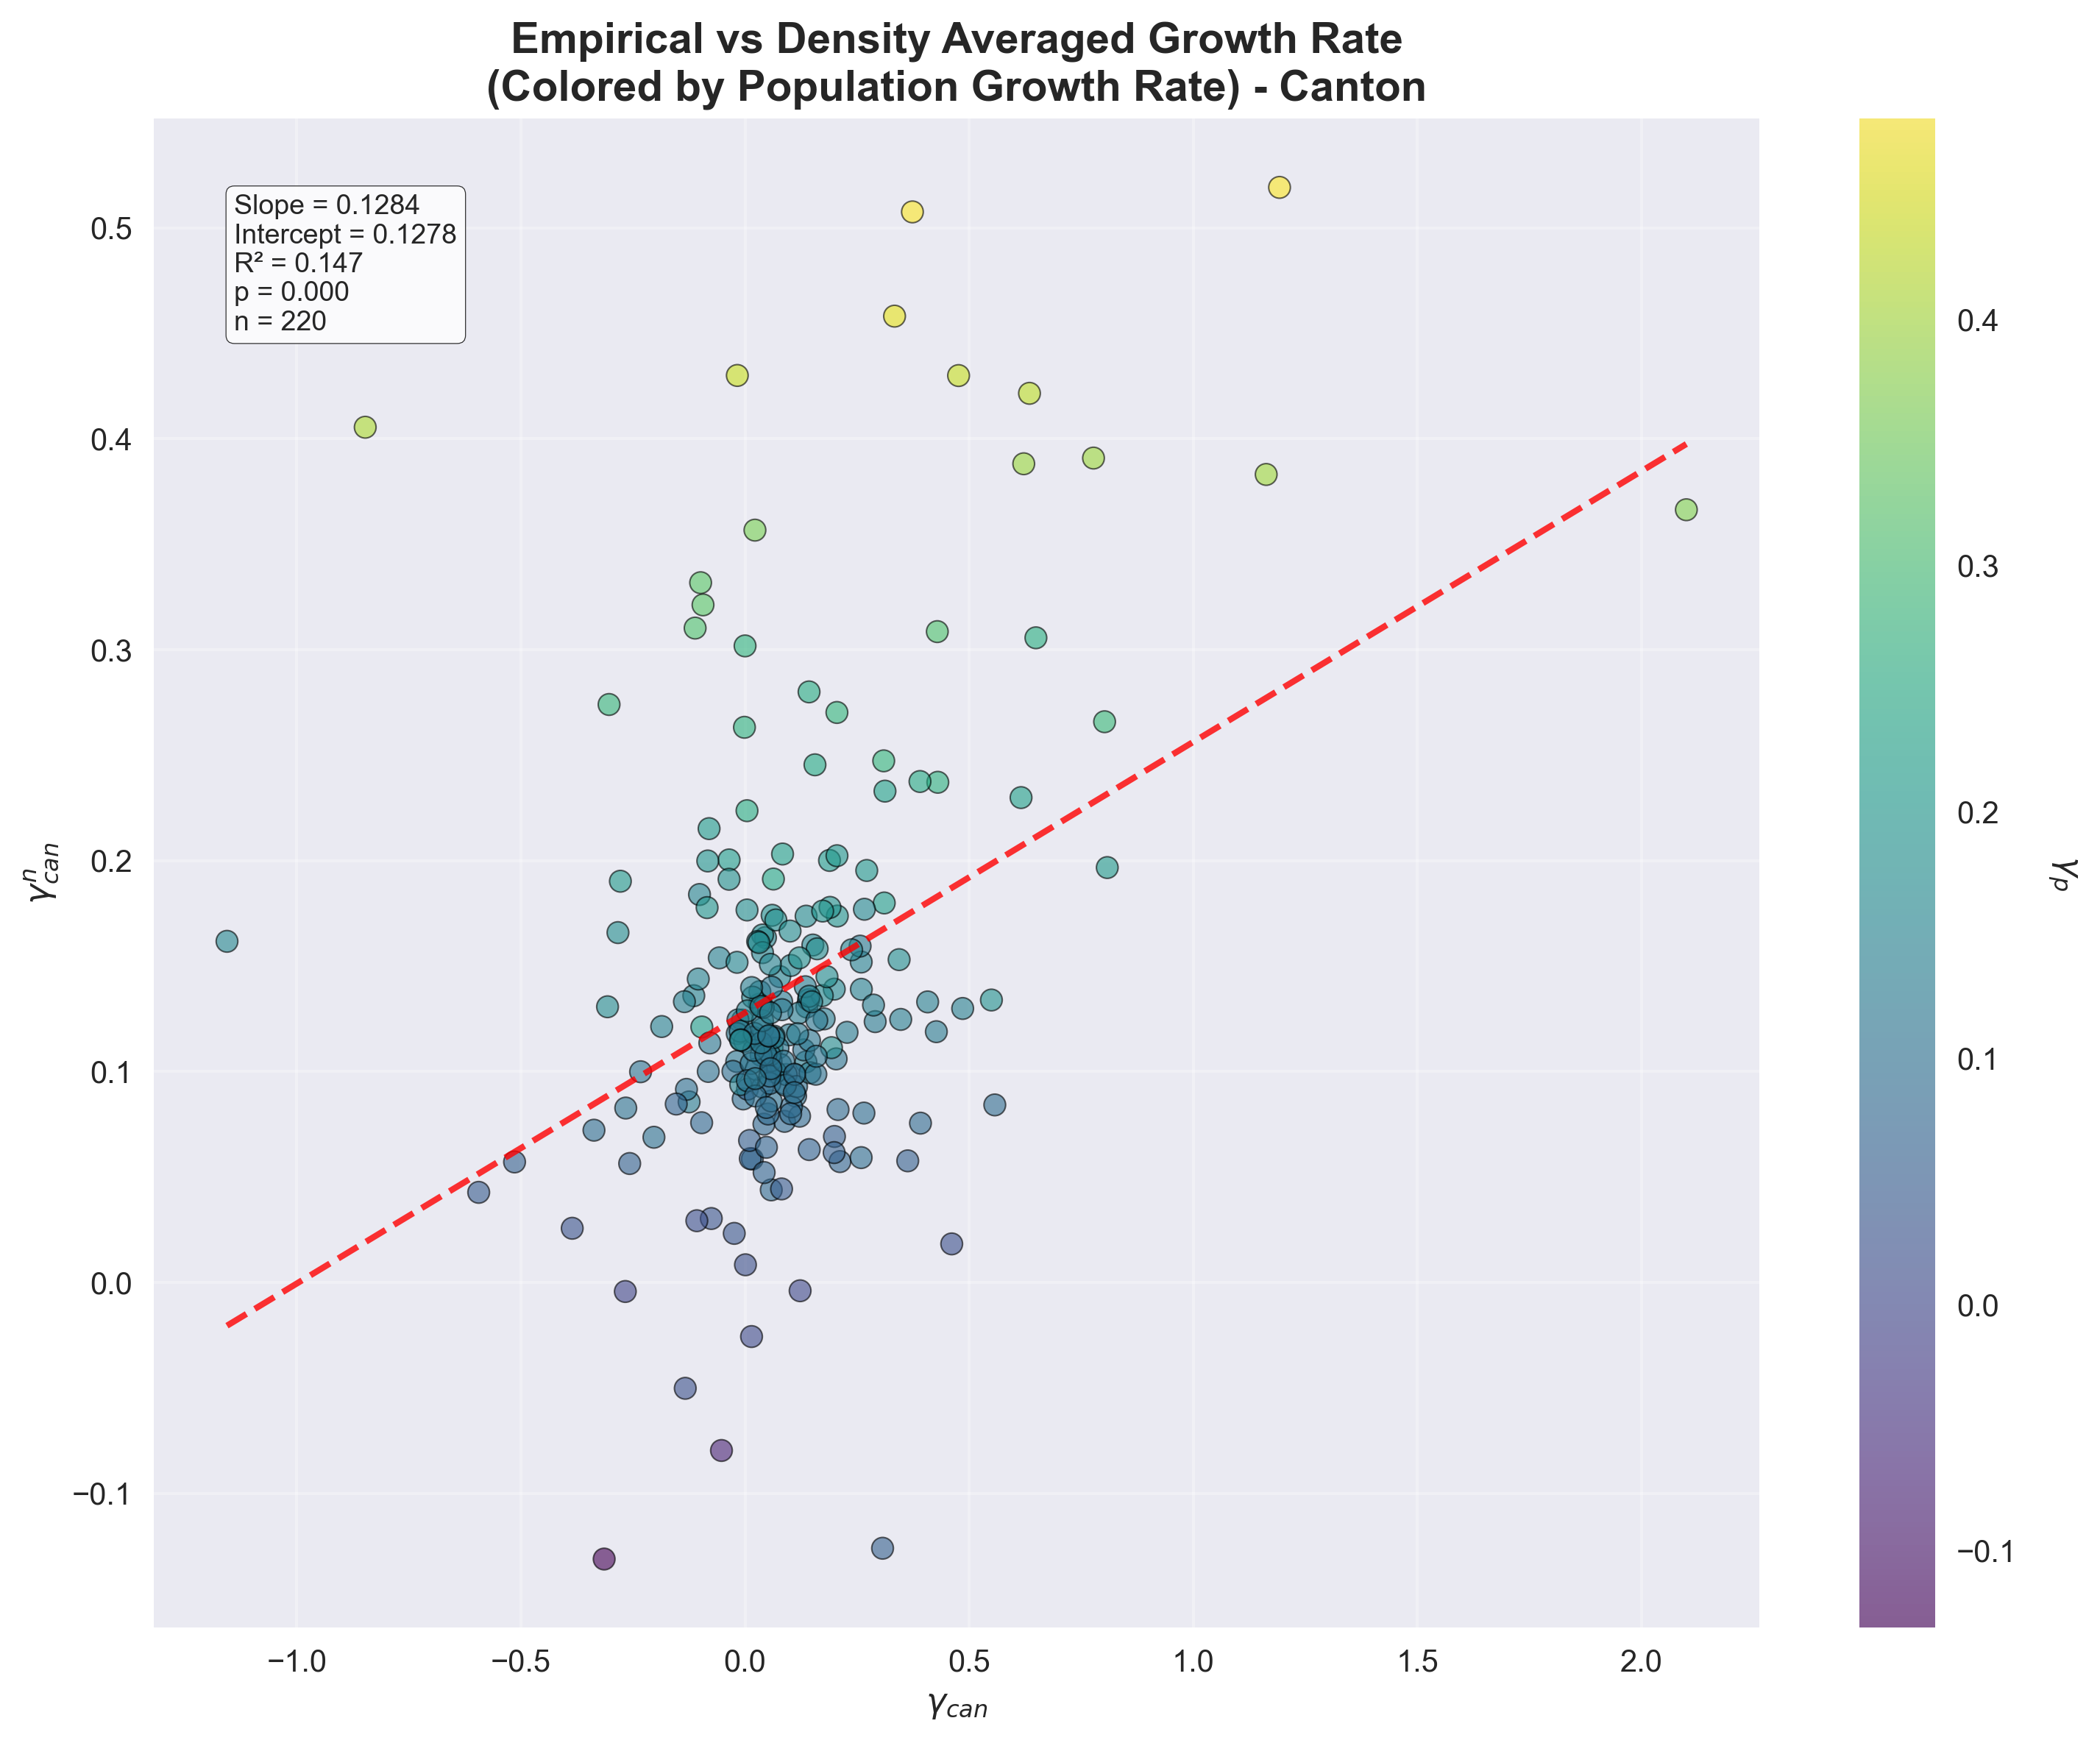 Empirical vs Density Averaged Growth Rate
(Colored by Population Growth Rate) - Canton
Slope = 0.1284
Intercept = 0.1278
R² = 0.147
p = 0.000
n = 220
0.5
0.4
0.3
0.2
0.1
0.0
−0.1
γⁿ_can
−1.0
−0.5
0.0
0.5
1.0
1.5
2.0
γ_can
0.4
0.3
0.2
0.1
0.0
−0.1
γ_p